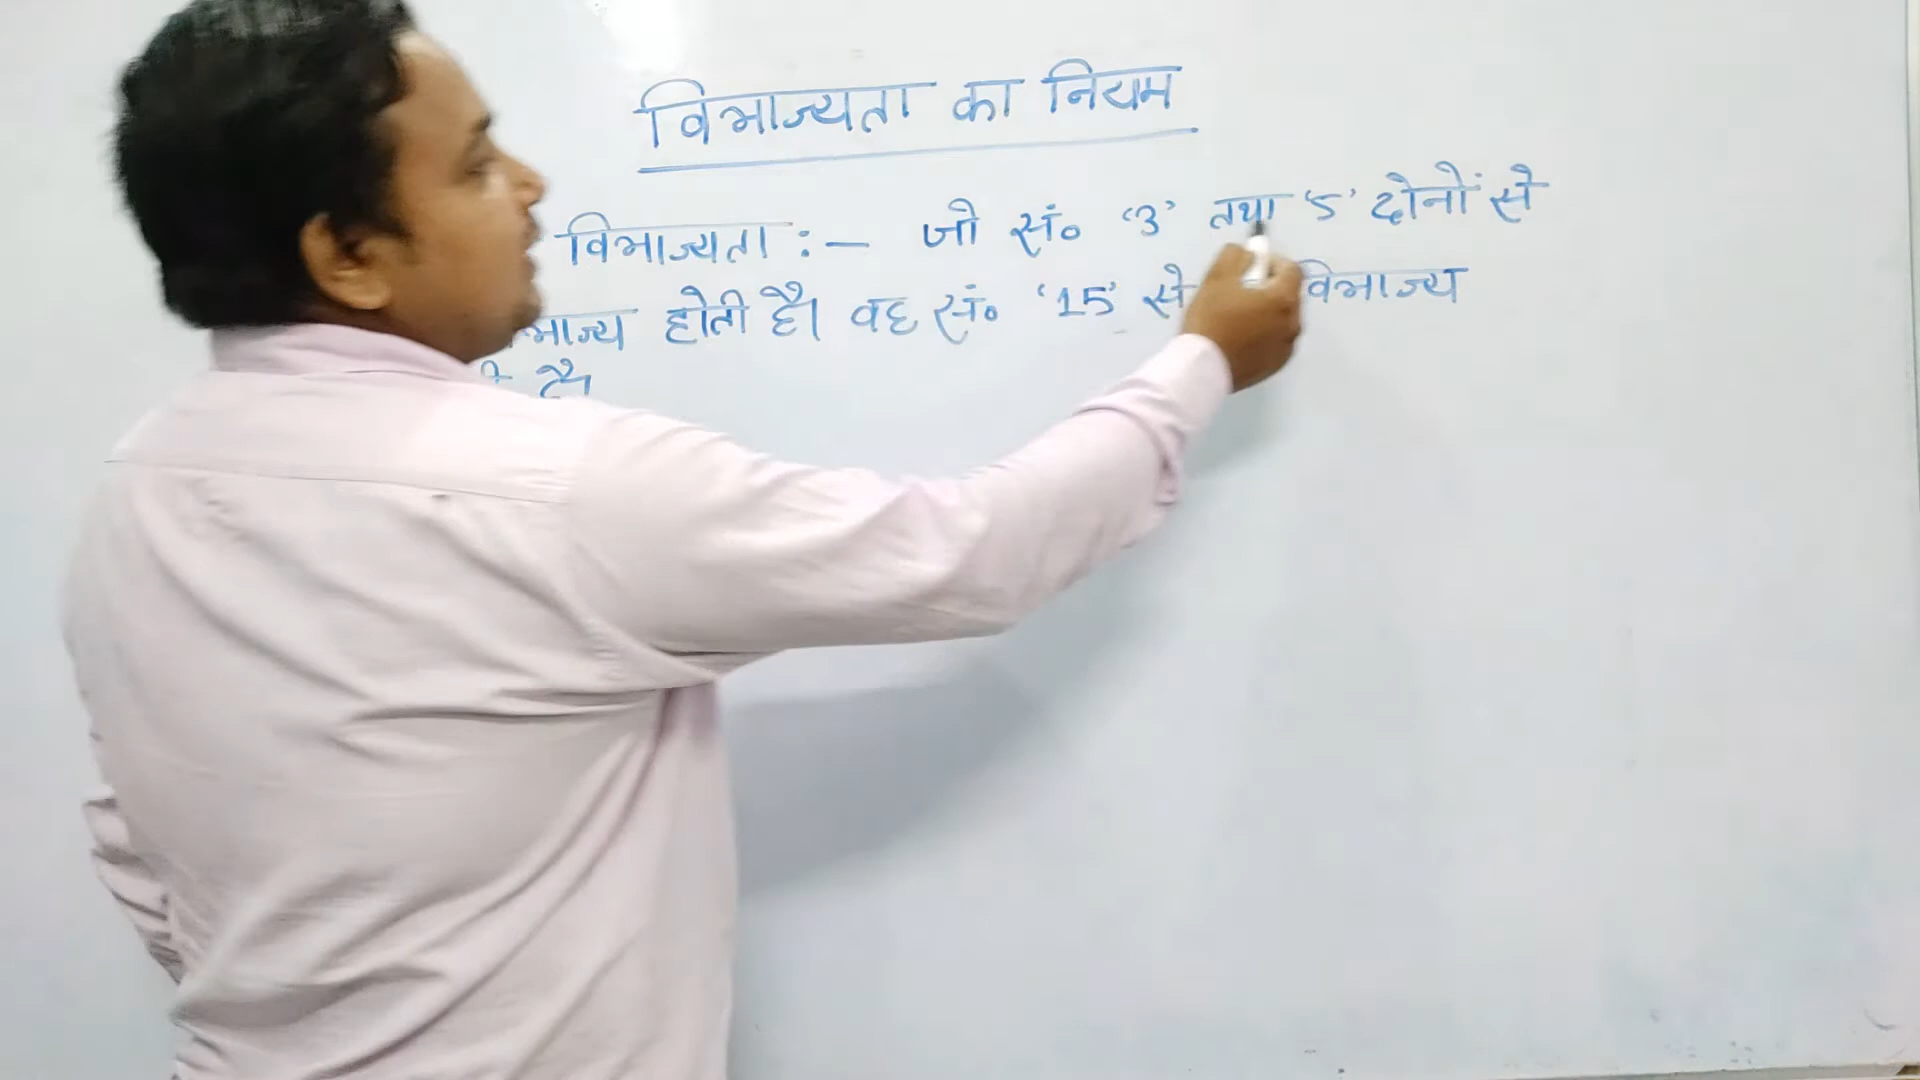 विभाज्यता का नियम
विभाज्यता :- जो सं० '3' तथा '5' दोनों से
होती है। वह सं० '15' से विभाज्य
है